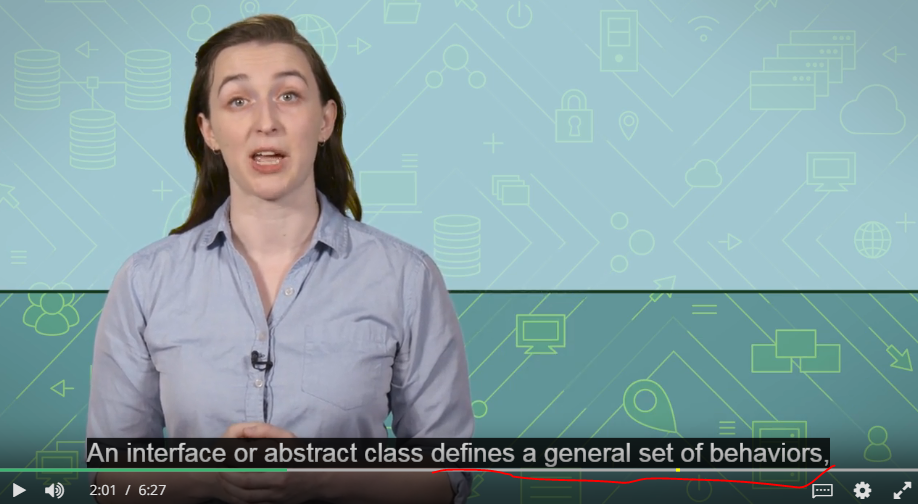 An interface or abstract class defines a general set of behaviors,
2:01 / 6:27